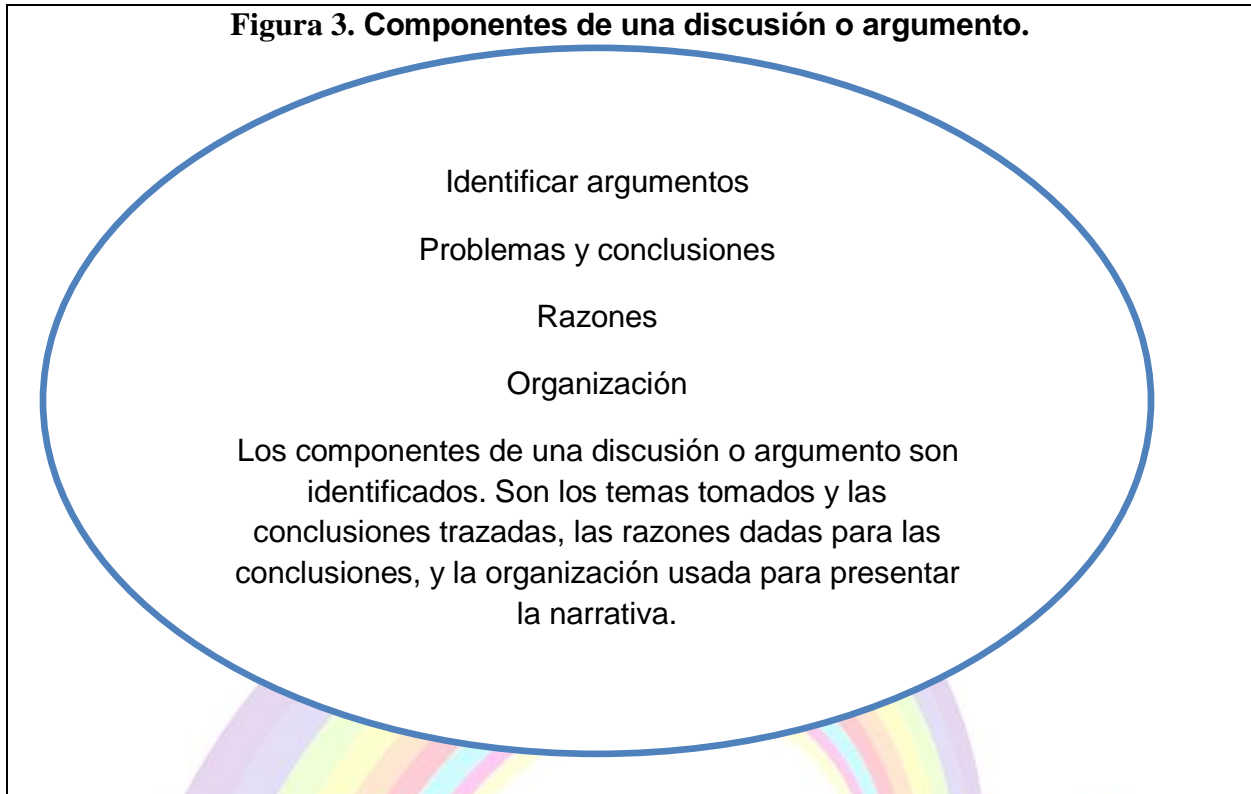 Figura 3. Componentes de una discusión o argumento.
Identificar argumentos
Problemas y conclusiones
Razones
Organización
Los componentes de una discusión o argumento son
identificados. Son los temas tomados y las
conclusiones trazadas, las razones dadas para las
conclusiones, y la organización usada para presentar
la narrativa.